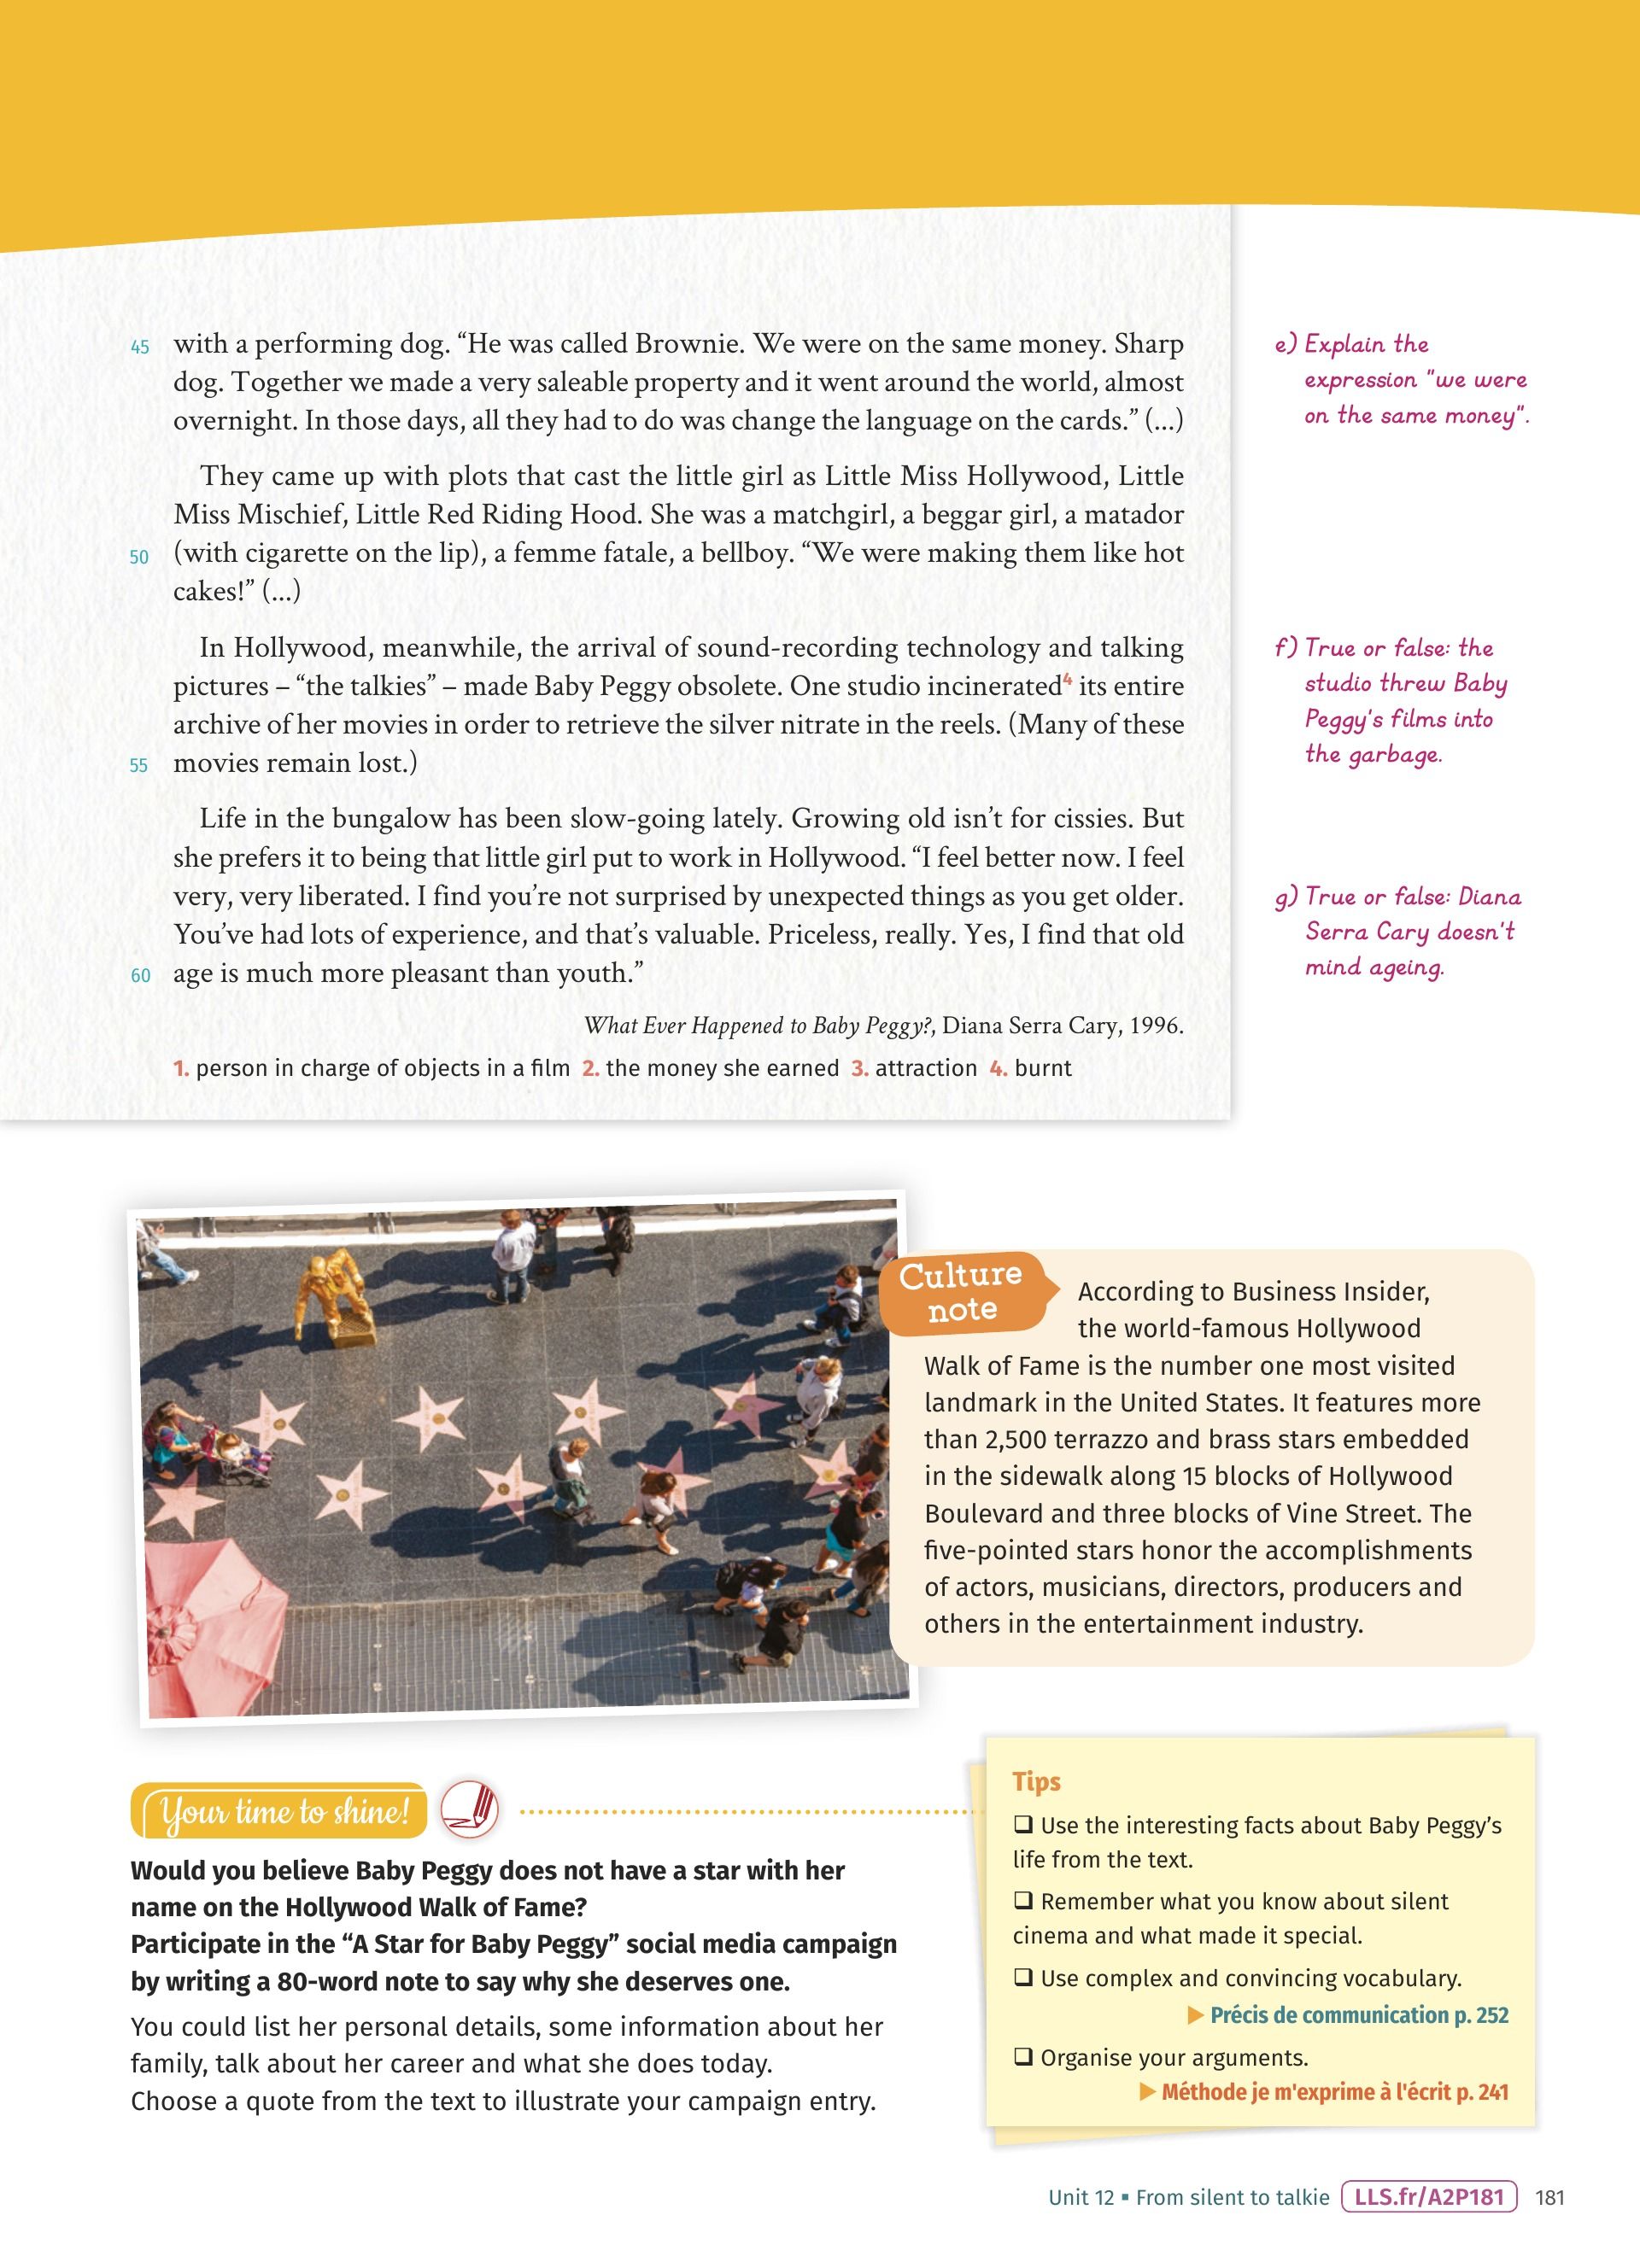 45 with a performing dog. “He was called Brownie. We were on the same money. Sharp
dog. Together we made a very saleable property and it went around the world, almost
overnight. In those days, all they had to do was change the language on the cards.” (...)
They came up with plots that cast the little girl as Little Miss Hollywood, Little
Miss Mischief, Little Red Riding Hood. She was a matchgirl, a beggar girl, a matador
50 (with cigarette on the lip), a femme fatale, a bellboy. “We were making them like hot
cakes!” (...)
In Hollywood, meanwhile, the arrival of sound-recording technology and talking
pictures – “the talkies” – made Baby Peggy obsolete. One studio incinerated4 its entire
archive of her movies in order to retrieve the silver nitrate in the reels. (Many of these
55 movies remain lost.)
Life in the bungalow has been slow-going lately. Growing old isn’t for cissies. But
she prefers it to being that little girl put to work in Hollywood. “I feel better now. I feel
very, very liberated. I find you’re not surprised by unexpected things as you get older.
You’ve had lots of experience, and that’s valuable. Priceless, really. Yes, I find that old
60 age is much more pleasant than youth.”
What Ever Happened to Baby Peggy?, Diana Serra Cary, 1996.
1. person in charge of objects in a film 2. the money she earned 3. attraction 4. burnt
e) Explain the
expression "we were
on the same money".
f) True or false: the
studio threw Baby
Peggy's films into
the garbage.
g) True or false: Diana
Serra Cary doesn't
mind ageing.
Culture
note
According to Business Insider,
the world-famous Hollywood
Walk of Fame is the number one most visited
landmark in the United States. It features more
than 2,500 terrazzo and brass stars embedded
in the sidewalk along 15 blocks of Hollywood
Boulevard and three blocks of Vine Street. The
five-pointed stars honor the accomplishments
of actors, musicians, directors, producers and
others in the entertainment industry.
Your time to shine!
Would you believe Baby Peggy does not have a star with her
name on the Hollywood Walk of Fame?
Participate in the “A Star for Baby Peggy” social media campaign
by writing a 80-word note to say why she deserves one.
You could list her personal details, some information about her
family, talk about her career and what she does today.
Choose a quote from the text to illustrate your campaign entry.
Tips
❑ Use the interesting facts about Baby Peggy’s
life from the text.
❑ Remember what you know about silent
cinema and what made it special.
❑ Use complex and convincing vocabulary.
▶ Précis de communication p. 252
❑ Organise your arguments.
▶ Méthode je m'exprime à l'écrit p. 241
Unit 12 ▪ From silent to talkie LLS.fr/A2P181 181